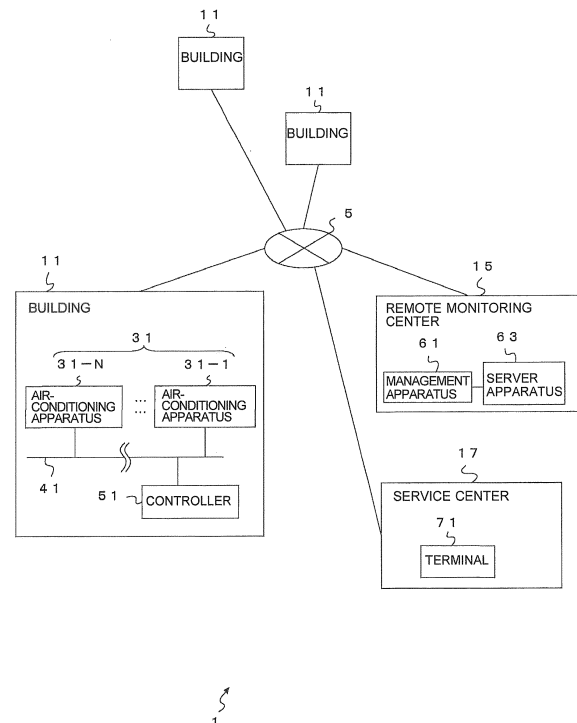 11
BUILDING
11
BUILDING
5
11
BUILDING
31
31-N
31-1
AIR-
CONDITIONING
APPARATUS
...
...
AIR-
CONDITIONING
APPARATUS
41
51
CONTROLLER
15
REMOTE MONITORING
CENTER
61
63
MANAGEMENT
APPARATUS
SERVER
APPARATUS
17
SERVICE CENTER
71
TERMINAL
1